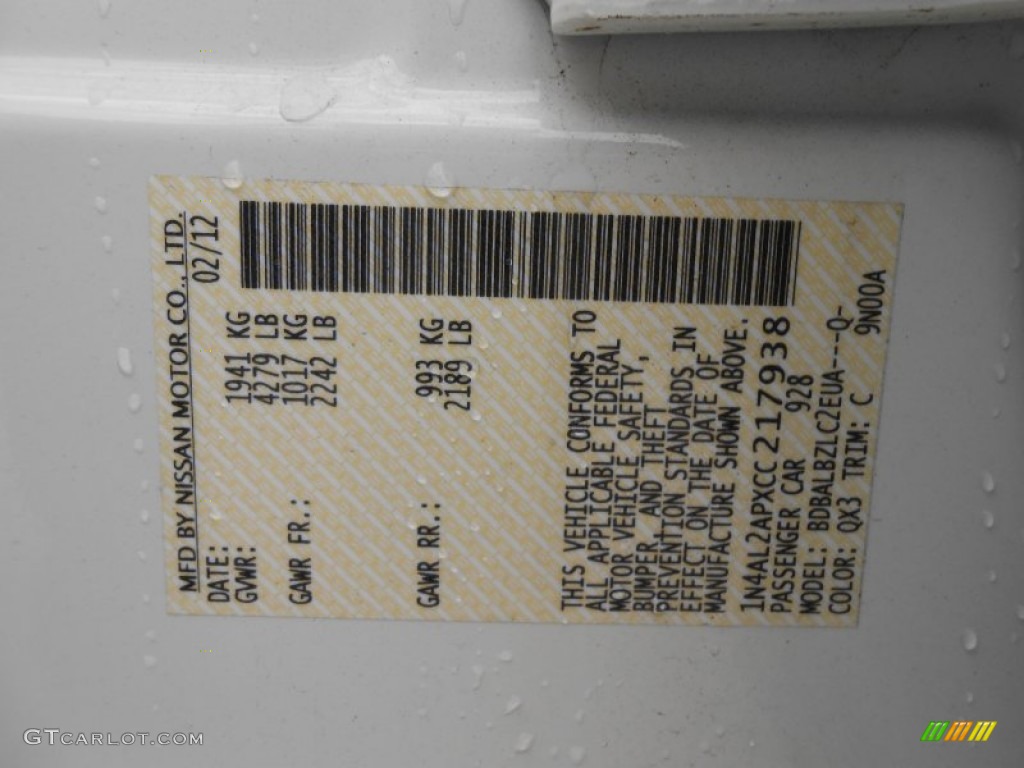 MFD BY NISSAN MOTOR CO., LTD.
DATE: 02/12
GVWR: 1941 KG
4279 LB
GAWR FR.: 1017 KG
2242 LB
GAWR RR.: 993 KG
2189 LB
THIS VEHICLE CONFORMS TO
ALL APPLICABLE FEDERAL
MOTOR VEHICLE SAFETY,
BUMPER, AND THEFT
PREVENTION STANDARDS IN
EFFECT ON THE DATE OF
MANUFACTURE SHOWN ABOVE.
1N4AL2APXCC217938
PASSENGER CAR 928
MODEL: BDBALBZLC2EUA----Q-
COLOR: QX3 TRIM: C 9N00A
GTCARLOT.COM